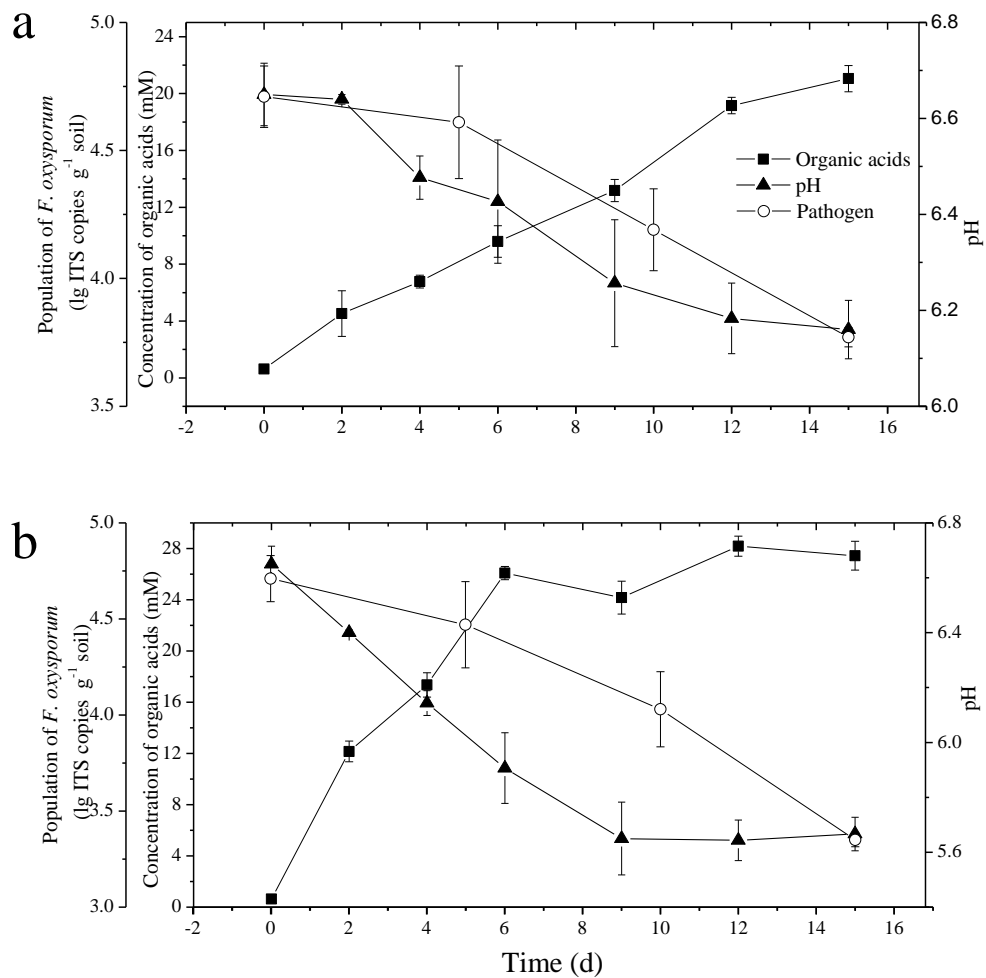 a
5.0
4.5
4.0
3.5
Population of F. oxysporum
(lg ITS copies g-1 soil)
24
20
16
12
8
4
0
Concentration of organic acids (mM)
Organic acids
pH
Pathogen
6.8
6.6
6.4
6.2
6.0
pH
-2 0 2 4 6 8 10 12 14 16
b
5.0
4.5
4.0
3.5
3.0
Population of F. oxysporum
(lg ITS copies g-1 soil)
28
24
20
16
12
8
4
0
Concentration of organic acids (mM)
6.8
6.4
6.0
5.6
pH
-2 0 2 4 6 8 10 12 14 16
Time (d)